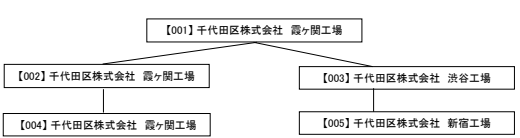 【001】千代田区株式会社 霞ヶ関工場
【002】千代田区株式会社 霞ヶ関工場
【003】千代田区株式会社 渋谷工場
【004】千代田区株式会社 霞ヶ関工場
【005】千代田区株式会社 新宿工場